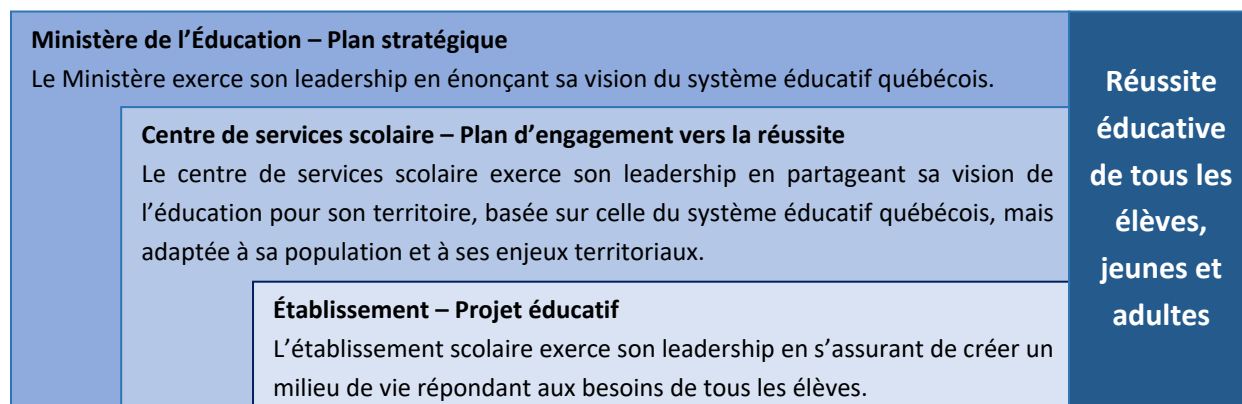 Ministère de l’Éducation – Plan stratégique
Le Ministère exerce son leadership en énonçant sa vision du système éducatif québécois.
Centre de services scolaire – Plan d’engagement vers la réussite
Le centre de services scolaire exerce son leadership en partageant sa vision de
l’éducation pour son territoire, basée sur celle du système éducatif québécois, mais
adaptée à sa population et à ses enjeux territoriaux.
Établissement – Projet éducatif
L’établissement scolaire exerce son leadership en s’assurant de créer un
milieu de vie répondant aux besoins de tous les élèves.
Réussite
éducative
de tous les
élèves,
jeunes et
adultes